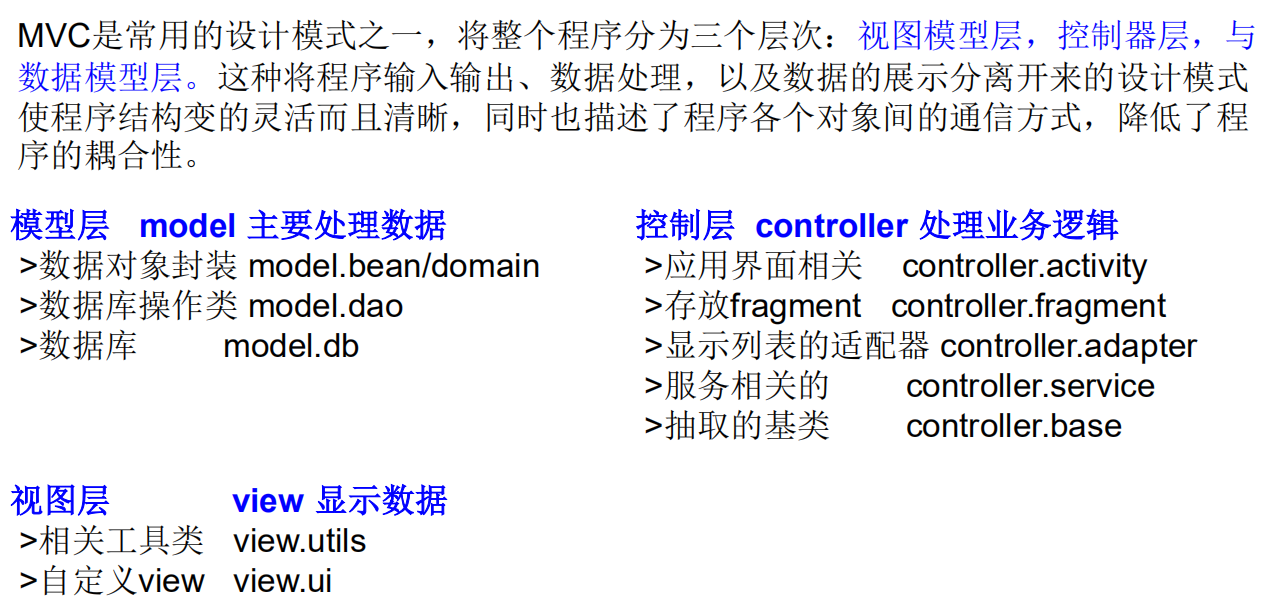 MVC是常用的设计模式之一，将整个程序分为三个层次：视图模型层，控制器层，与
数据模型层。这种将程序输入输出、数据处理，以及数据的展示分离开来的设计模式
使程序结构变的灵活而且清晰，同时也描述了程序各个对象间的通信方式，降低了程
序的耦合性。
模型层 model 主要处理数据
>数据对象封装 model.bean/domain
>数据库操作类 model.dao
>数据库 model.db
控制层 controller 处理业务逻辑
>应用界面相关 controller.activity
>存放fragment controller.fragment
>显示列表的适配器 controller.adapter
>服务相关的 controller.service
>抽取的基类 controller.base
视图层 view 显示数据
>相关工具类 view.utils
>自定义view view.ui